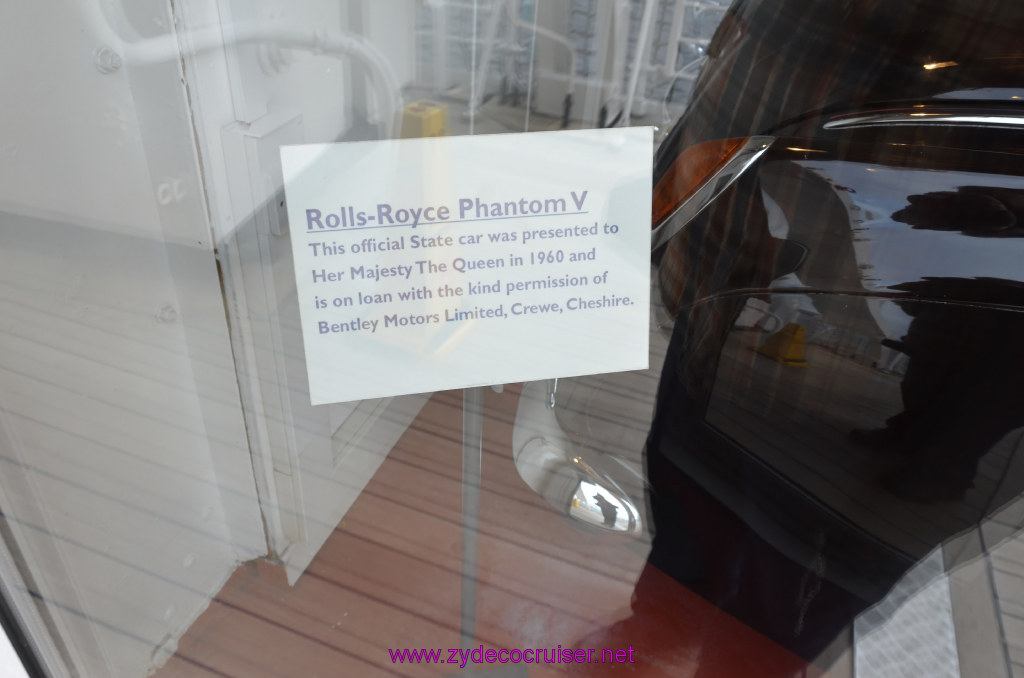 Rolls-Royce Phantom V
This official State car was presented to
Her Majesty The Queen in 1960 and
is on loan with the kind permission of
Bentley Motors Limited, Crewe, Cheshire.
www.zydecocruiser.net